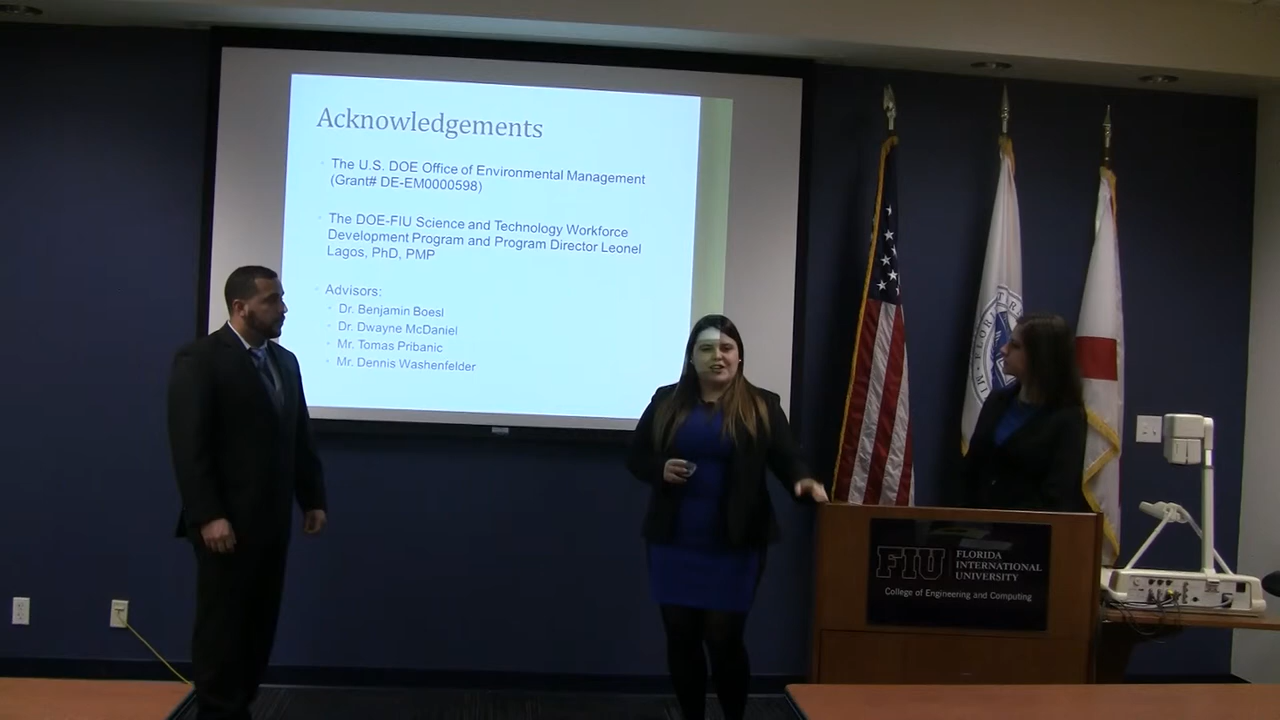 Acknowledgements
The U.S. DOE Office of Environmental Management
(Grant# DE-EM0000598)
The DOE-FIU Science and Technology Workforce
Development Program and Program Director Leonel
Lagos, PhD, PMP
Advisors:
Dr. Benjamin Boesl
Dr. Dwayne McDaniel
Mr. Tomas Pribanic
Mr. Dennis Washenfelder
FIU
FLORIDA
INTERNATIONAL
UNIVERSITY
College of Engineering and Computing